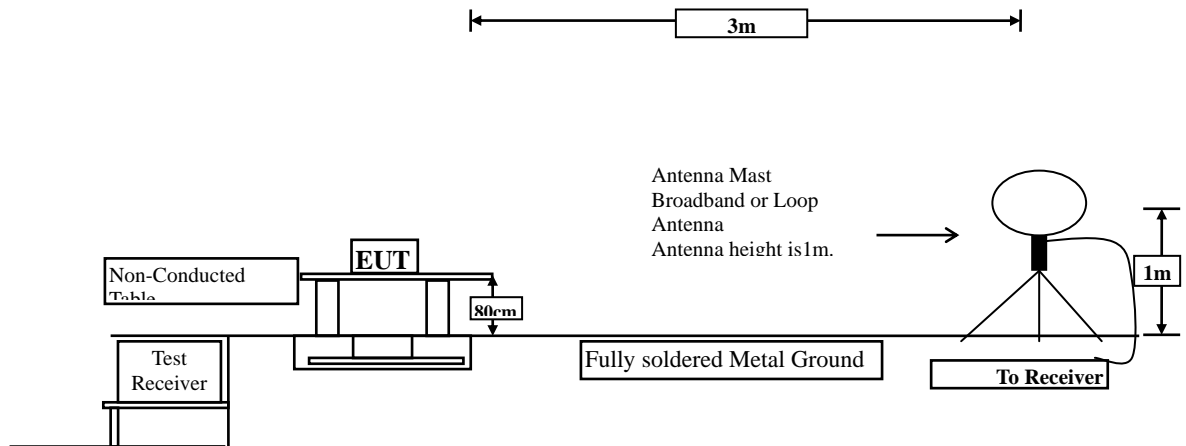 3m
Antenna Mast
Broadband or Loop
Antenna
Antenna height is1m.
EUT
Non-Conducted
Table
80cm
1m
Test
Receiver
Fully soldered Metal Ground
To Receiver